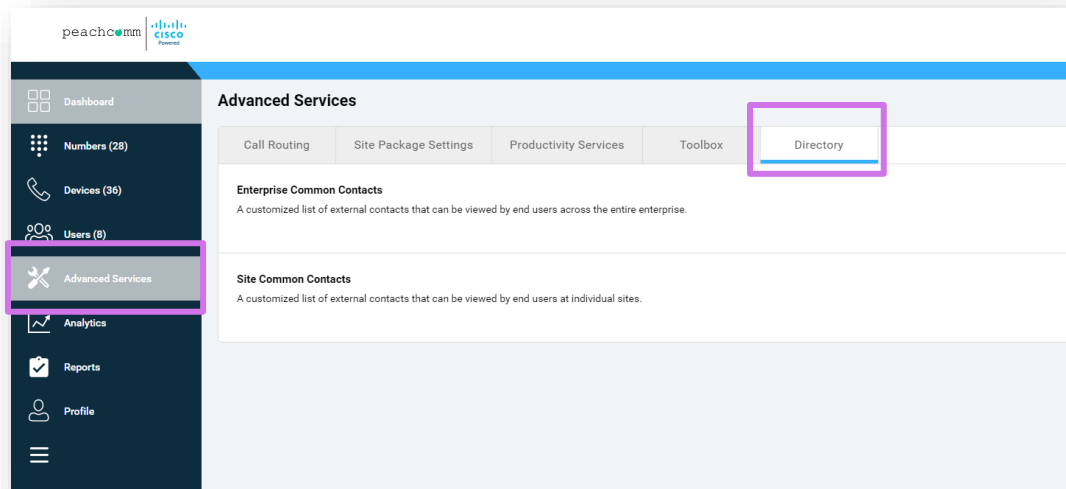 peachcomm
CISCO
Powered
Dashboard
Numbers (28)
Devices (36)
Users (8)
Advanced Services
Analytics
Reports
Profile
Advanced Services
Call Routing
Site Package Settings
Productivity Services
Toolbox
Directory
Enterprise Common Contacts
A customized list of external contacts that can be viewed by end users across the entire enterprise.
Site Common Contacts
A customized list of external contacts that can be viewed by end users at individual sites.